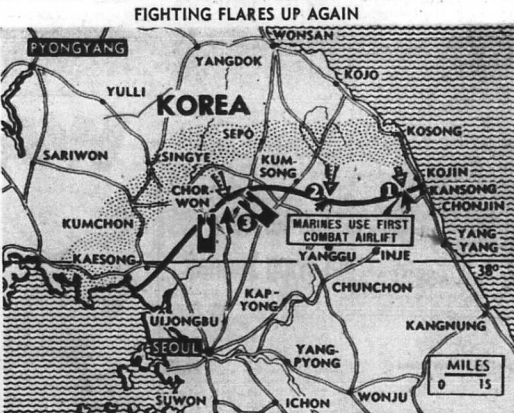 FIGHTING FLARES UP AGAIN
WONSAN
PYONGYANG
YANGDOK
KOJO
YULLI
KOREA
SEPO
KOSONG
SARIWON
SINGYE
KUM-
SONG
KOJIN
CHOR-
WON
2
1
KANSONG
CHONJIN
KUMCHON
3
MARINES USE FIRST
COMBAT AIRLIFT
YANG
YANG
KAESONG
YANGGU
INJE
38°
KAP-
YONG
CHUNCHON
UIJONGBU
KANGNUNG
SEOUL
YANG-
PYONG
MILES
0 15
SUWON
ICHON
WONJU